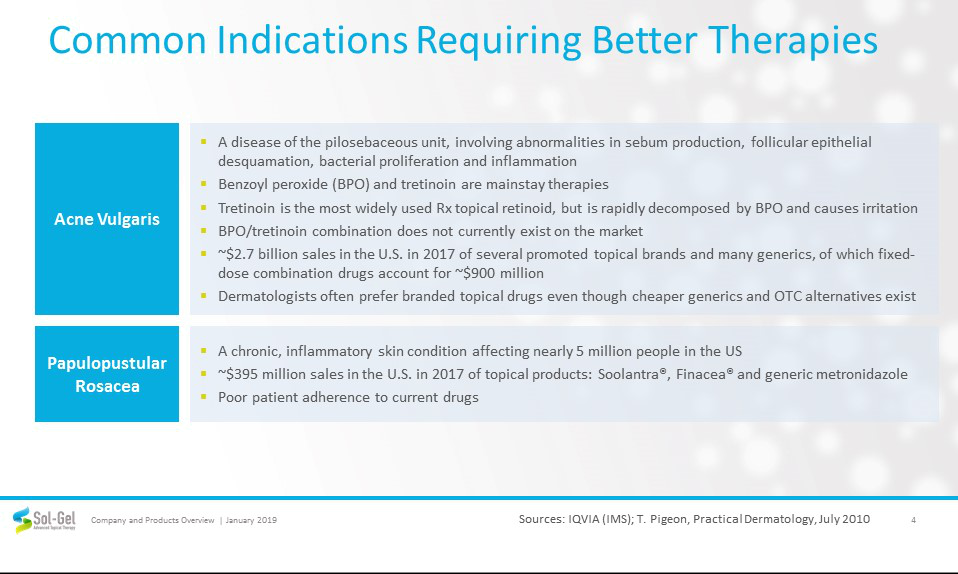 Common Indications Requiring Better Therapies
Acne Vulgaris
▪ A disease of the pilosebaceous unit, involving abnormalities in sebum production, follicular epithelial
desquamation, bacterial proliferation and inflammation
▪ Benzoyl peroxide (BPO) and tretinoin are mainstay therapies
▪ Tretinoin is the most widely used Rx topical retinoid, but is rapidly decomposed by BPO and causes irritation
▪ BPO/tretinoin combination does not currently exist on the market
▪ ~$2.7 billion sales in the U.S. in 2017 of several promoted topical brands and many generics, of which fixed-
dose combination drugs account for ~$900 million
▪ Dermatologists often prefer branded topical drugs even though cheaper generics and OTC alternatives exist
Papulopustular
Rosacea
▪ A chronic, inflammatory skin condition affecting nearly 5 million people in the US
▪ ~$395 million sales in the U.S. in 2017 of topical products: Soolantra®, Finacea® and generic metronidazole
▪ Poor patient adherence to current drugs
Sol-Gel
Advanced Topical Therapy
Company and Products Overview | January 2019
Sources: IQVIA (IMS); T. Pigeon, Practical Dermatology, July 2010
4